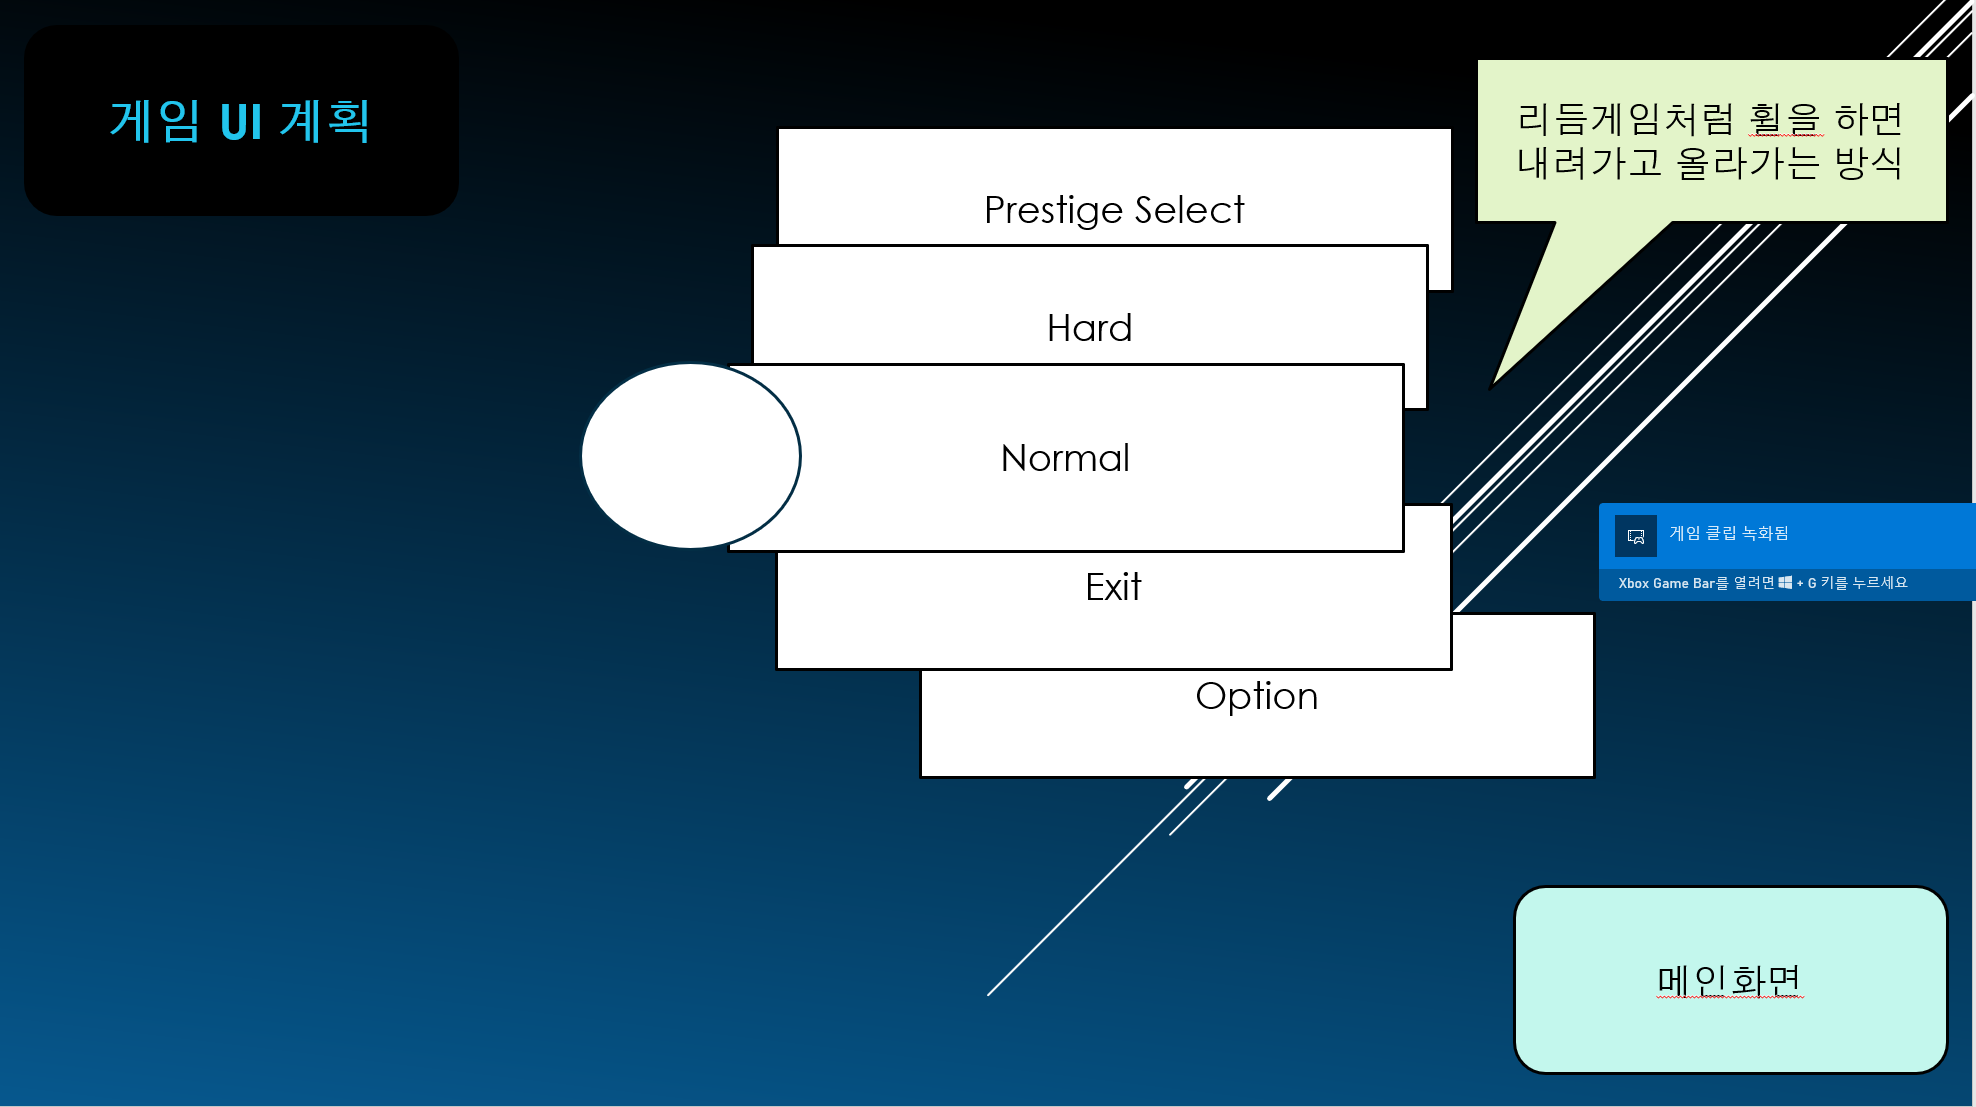 게임 UI 계획
리듬게임처럼 휠을 하면
내려가고 올라가는 방식
Prestige Select
Hard
Normal
Exit
Option
게임 클립 녹화됨
Xbox Game Bar를 열려면 + G 키를 누르세요
메인화면